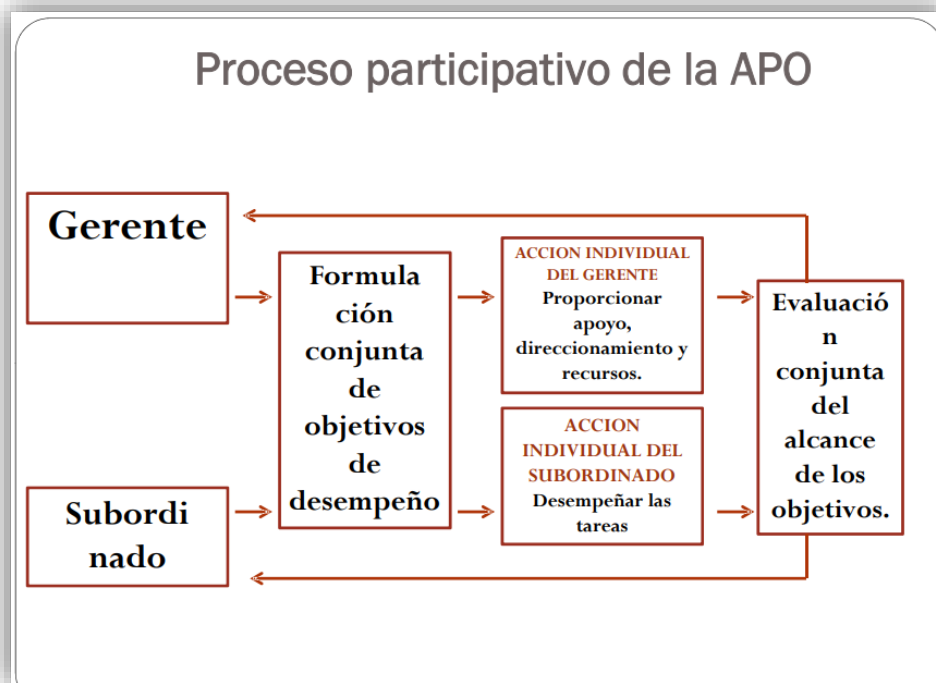 Proceso participativo de la APO
Gerente
Subordi
nado
Formula
ción
conjunta
de
objetivos
de
desempeño
ACCION INDIVIDUAL
DEL GERENTE
Proporcionar
apoyo,
direccionamiento y
recursos.
ACCION
INDIVIDUAL DEL
SUBORDINADO
Desempeñar las
tareas
Evaluació
n
conjunta
del
alcance
de los
objetivos.